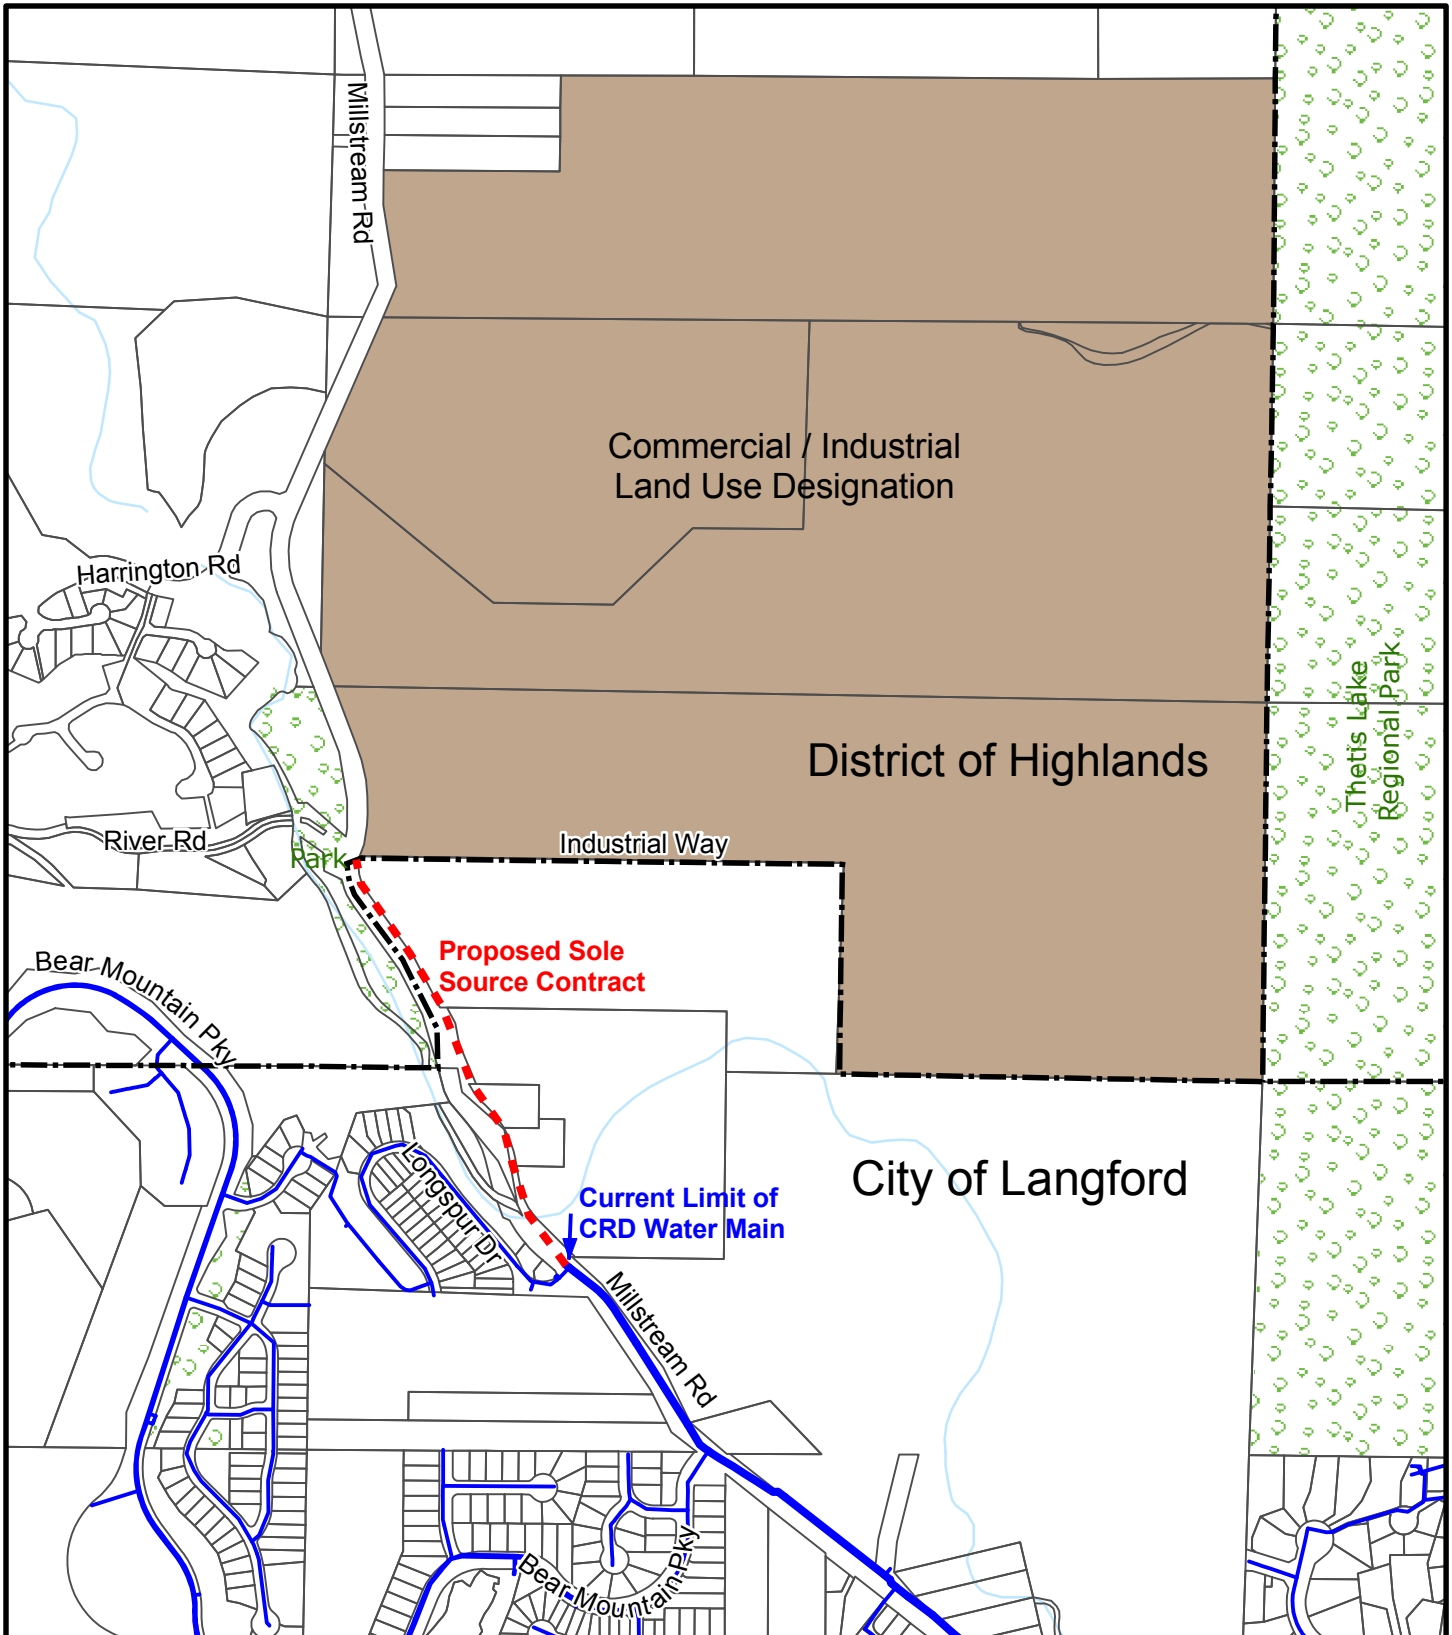 Millstream Rd
Commercial / Industrial
Land Use Designation
Harrington Rd
Thetis Lake
Regional Park
District of Highlands
River Rd
Industrial Way
Park
Proposed Sole
Source Contract
Bear Mountain Pky
Longspur Dr
City of Langford
Current Limit of
CRD Water Main
Millstream Rd
Bear Mountain Pky